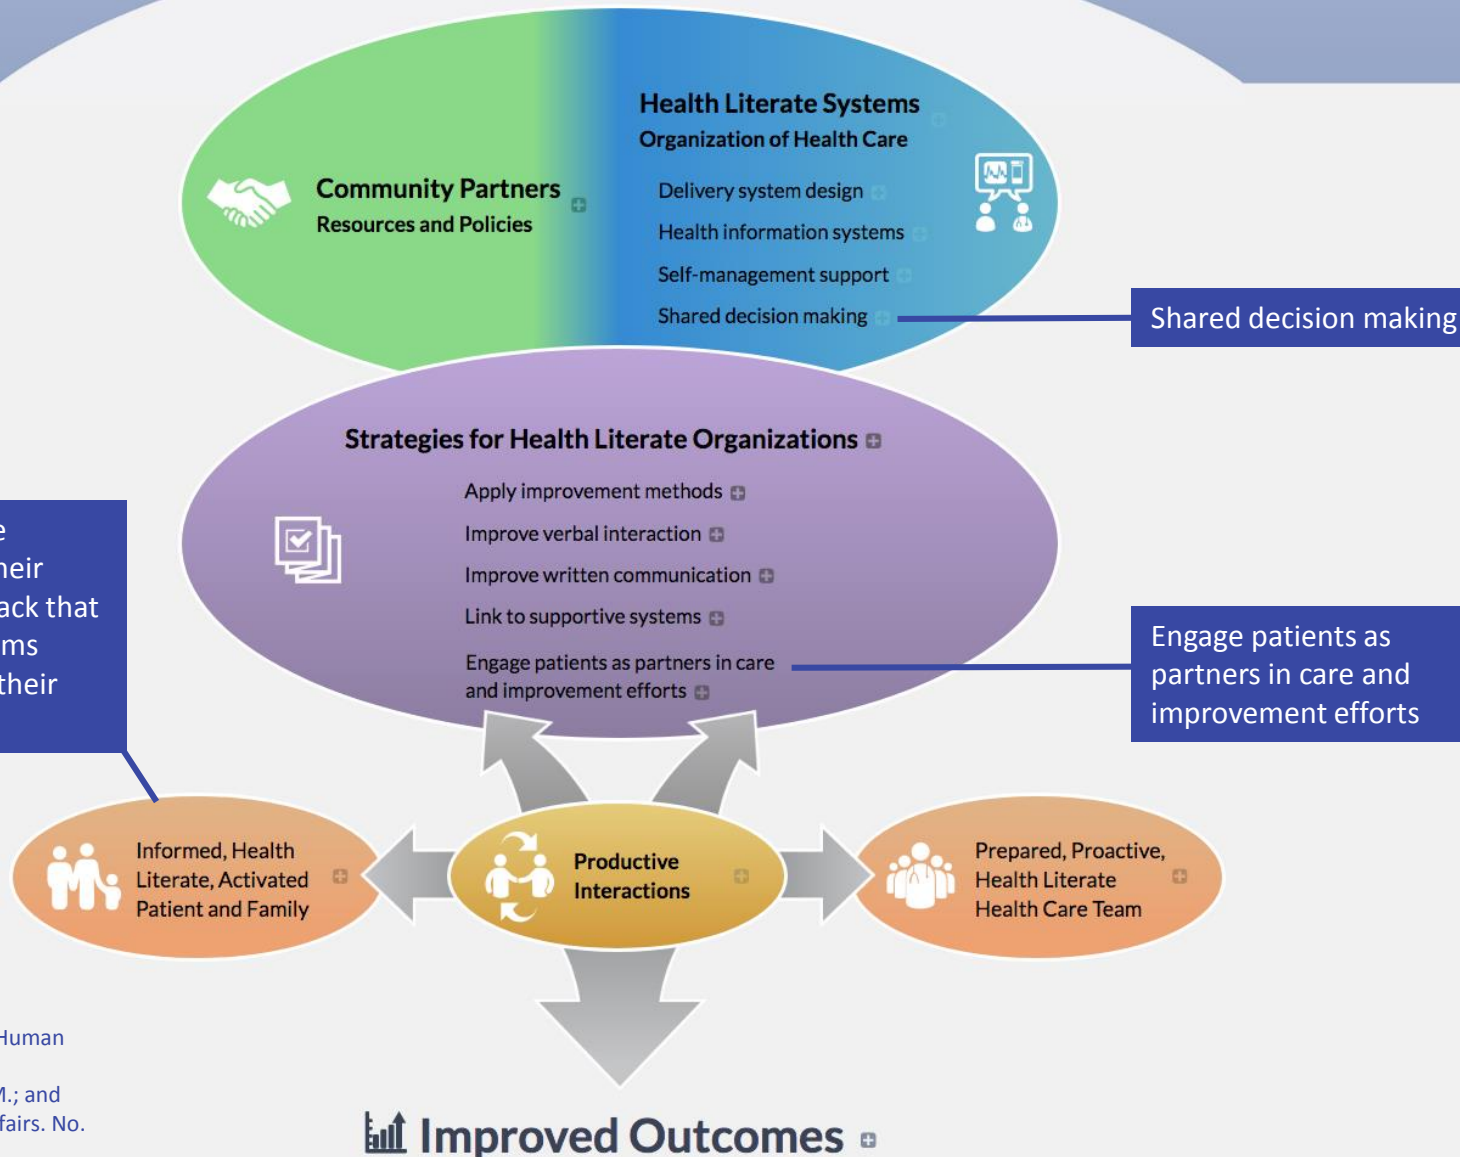 Health Literate Systems
Organization of Health Care
Community Partners
Resources and Policies
Delivery system design
Health information systems
Self-management support
Shared decision making
Shared decision making
Strategies for Health Literate Organizations
Apply improvement methods
Improve verbal interaction
Improve written communication
Link to supportive systems
Engage patients as partners in care
and improvement efforts
Engage patients as
partners in care and
improvement efforts
e
heir
ack that
ms
their
Informed, Health
Literate, Activated
Patient and Family
Productive
Interactions
Prepared, Proactive,
Health Literate
Health Care Team
Human
M.; and
ffairs. No.
Improved Outcomes